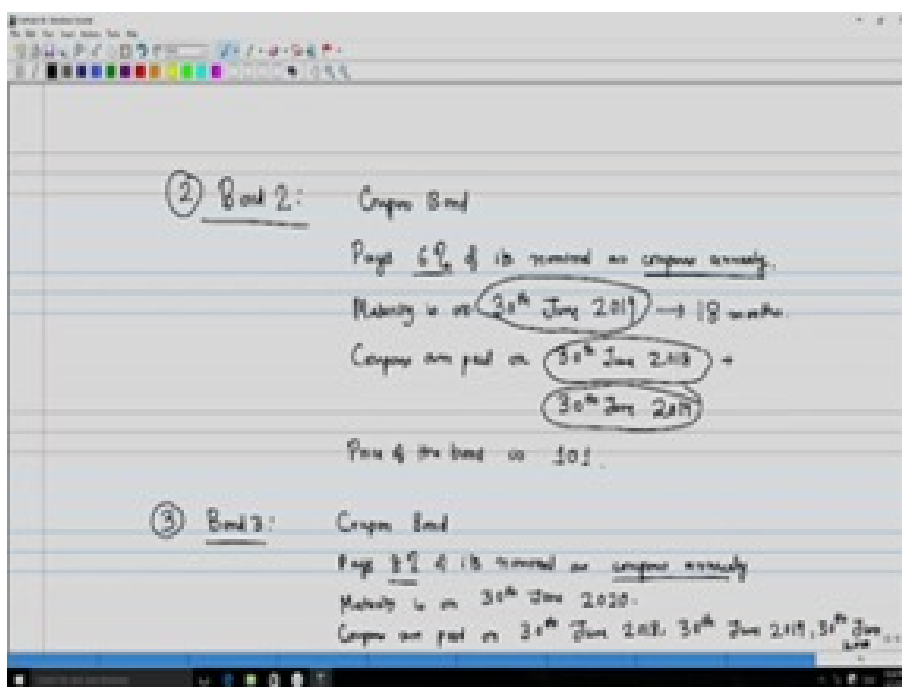 ② Bond 2: Coupon Bond
Pays 6% of its nominal as coupons annually.
Maturity is on 30th June 2019 → 18 months.
Coupons are paid on 30th June 2018 +
30th June 2019
Price of the bond is 101.
③ Bond 3: Coupon Bond
Pays of its nominal as coupons annually
Maturity is on 30th June 2020.
Coupons are paid on 30th June 2018, 30th June 2019, 30th June